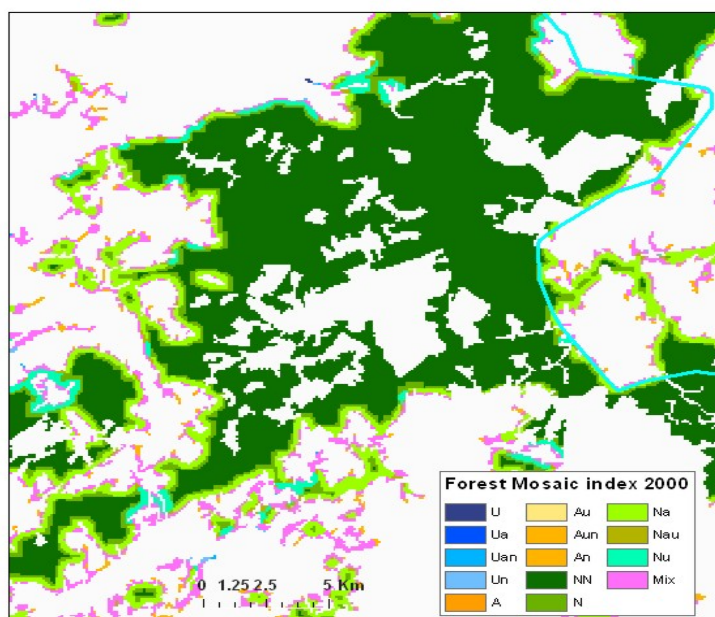 Forest Mosaic index 2000
U Au Na
Ua Aun Nau
Uan An Nu
Un NN Mix
A N
0 1.25 2.5 5 Km